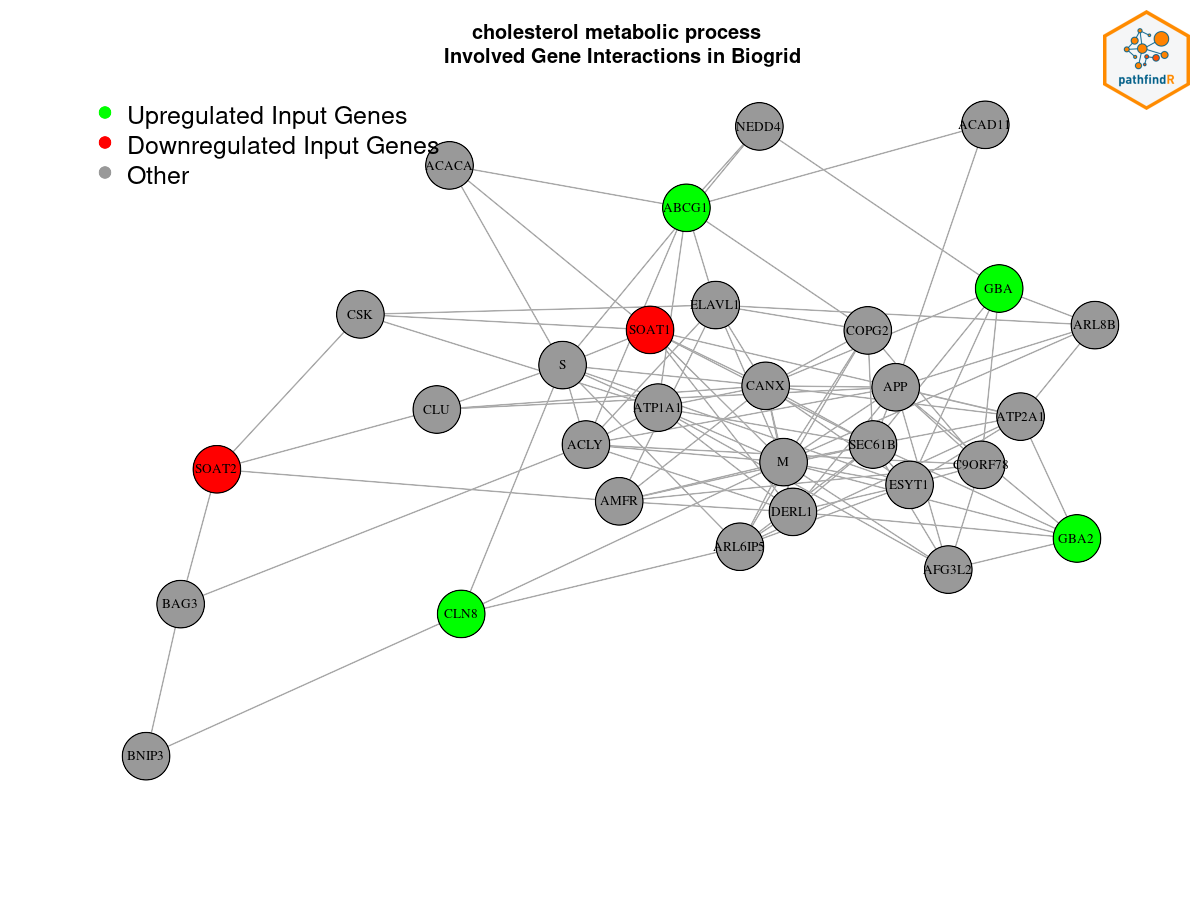 cholesterol metabolic process
Involved Gene Interactions in Biogrid
pathfindR
Upregulated Input Genes
Downregulated Input Genes
Other
NEDD4
ACAD11
ACACA
ABCG1
GBA
ELAVL1
CSK
SOAT1
COPG2
ARL8B
S
CANX
APP
CLU
ATP1A1
ATP2A1
ACLY
SEC61B
SOAT2
M
C9ORF78
ESYT1
AMFR
DERL1
ARL6IP5
GBA2
AFG3L2
BAG3
CLN8
BNIP3